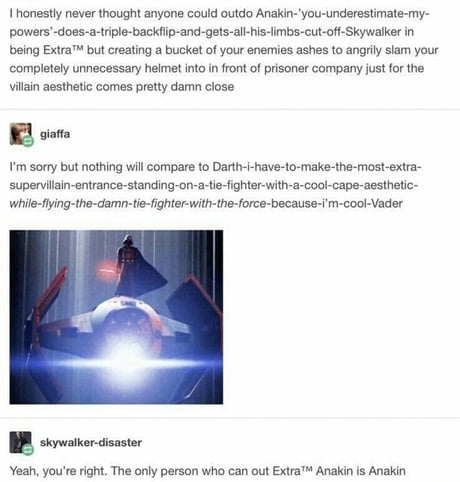 I honestly never thought anyone could outdo Anakin-'you-underestimate-my-
powers'-does-a-triple-backflip-and-gets-all-his-limbs-cut-off-Skywalker in
being Extra™ but creating a bucket of your enemies ashes to angrily slam your
completely unnecessary helmet into in front of prisoner company just for the
villain aesthetic comes pretty damn close
giaffa
I'm sorry but nothing will compare to Darth-i-have-to-make-the-most-extra-
supervillain-entrance-standing-on-a-tie-fighter-with-a-cool-cape-aesthetic-
while-flying-the-damn-tie-fighter-with-the-force-because-i'm-cool-Vader
skywalker-disaster
Yeah, you're right. The only person who can out Extra™ Anakin is Anakin